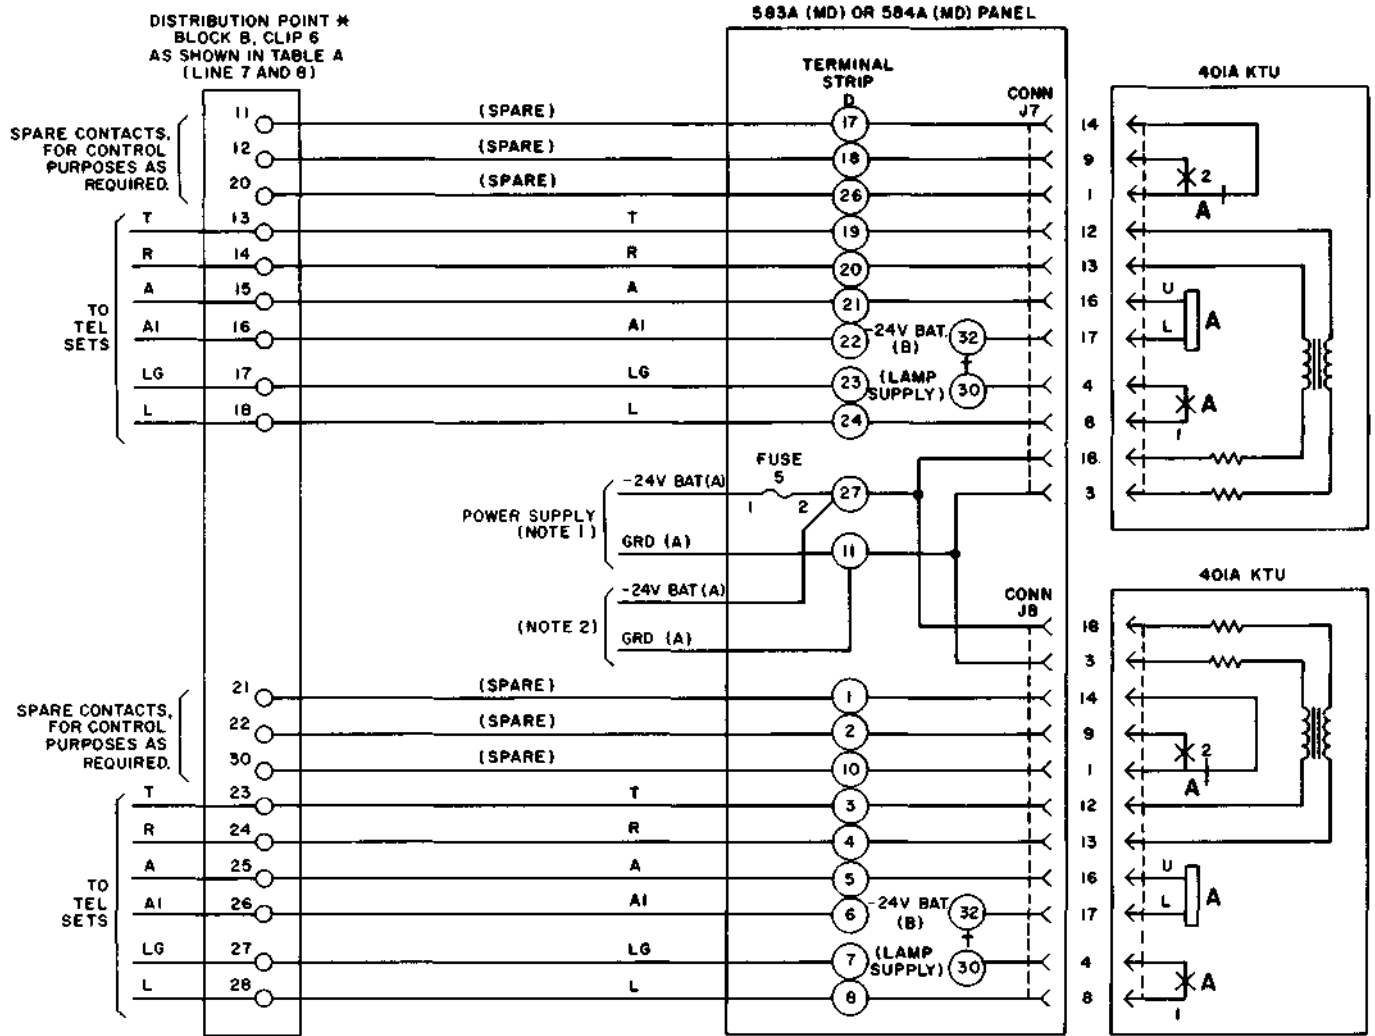 583A (MD) OR 584A (MD) PANEL
DISTRIBUTION POINT *
BLOCK B, CLIP 6
AS SHOWN IN TABLE A
(LINE 7 AND 8)
TERMINAL
STRIP
D
CONN
J7
401A KTU
SPARE CONTACTS,
FOR CONTROL
PURPOSES AS
REQUIRED.
11 (SPARE) 17 14
12 (SPARE) 18 9
2
20 (SPARE) 26 1
A
T 13 T 19 12
R 14 R 20 13
A 15 A 21 16 U
TO
TEL
SETS
A
A1 16 A1 22 -24V BAT. (B) 32 17 L
LG 17 LG 23 (LAMP SUPPLY) 30 4
A
1
L 18 L 24 8
18
FUSE
5
-24V BAT (A) 1 2 27 3
POWER SUPPLY
(NOTE 1)
GRD (A) 11
-24V BAT (A)
(NOTE 2)
GRD (A)
CONN
J8
401A KTU
18
3
SPARE CONTACTS,
FOR CONTROL
PURPOSES AS
REQUIRED.
21 (SPARE) 1 14
22 (SPARE) 2 9
2
30 (SPARE) 10 1
A
T 23 T 3 12
R 24 R 4 13
A 25 A 5 16 U
TO
TEL
SETS
A
A1 26 A1 6 -24V BAT. (B) 32 17 L
LG 27 LG 7 (LAMP SUPPLY) 30 4
A
1
L 28 L 8 8